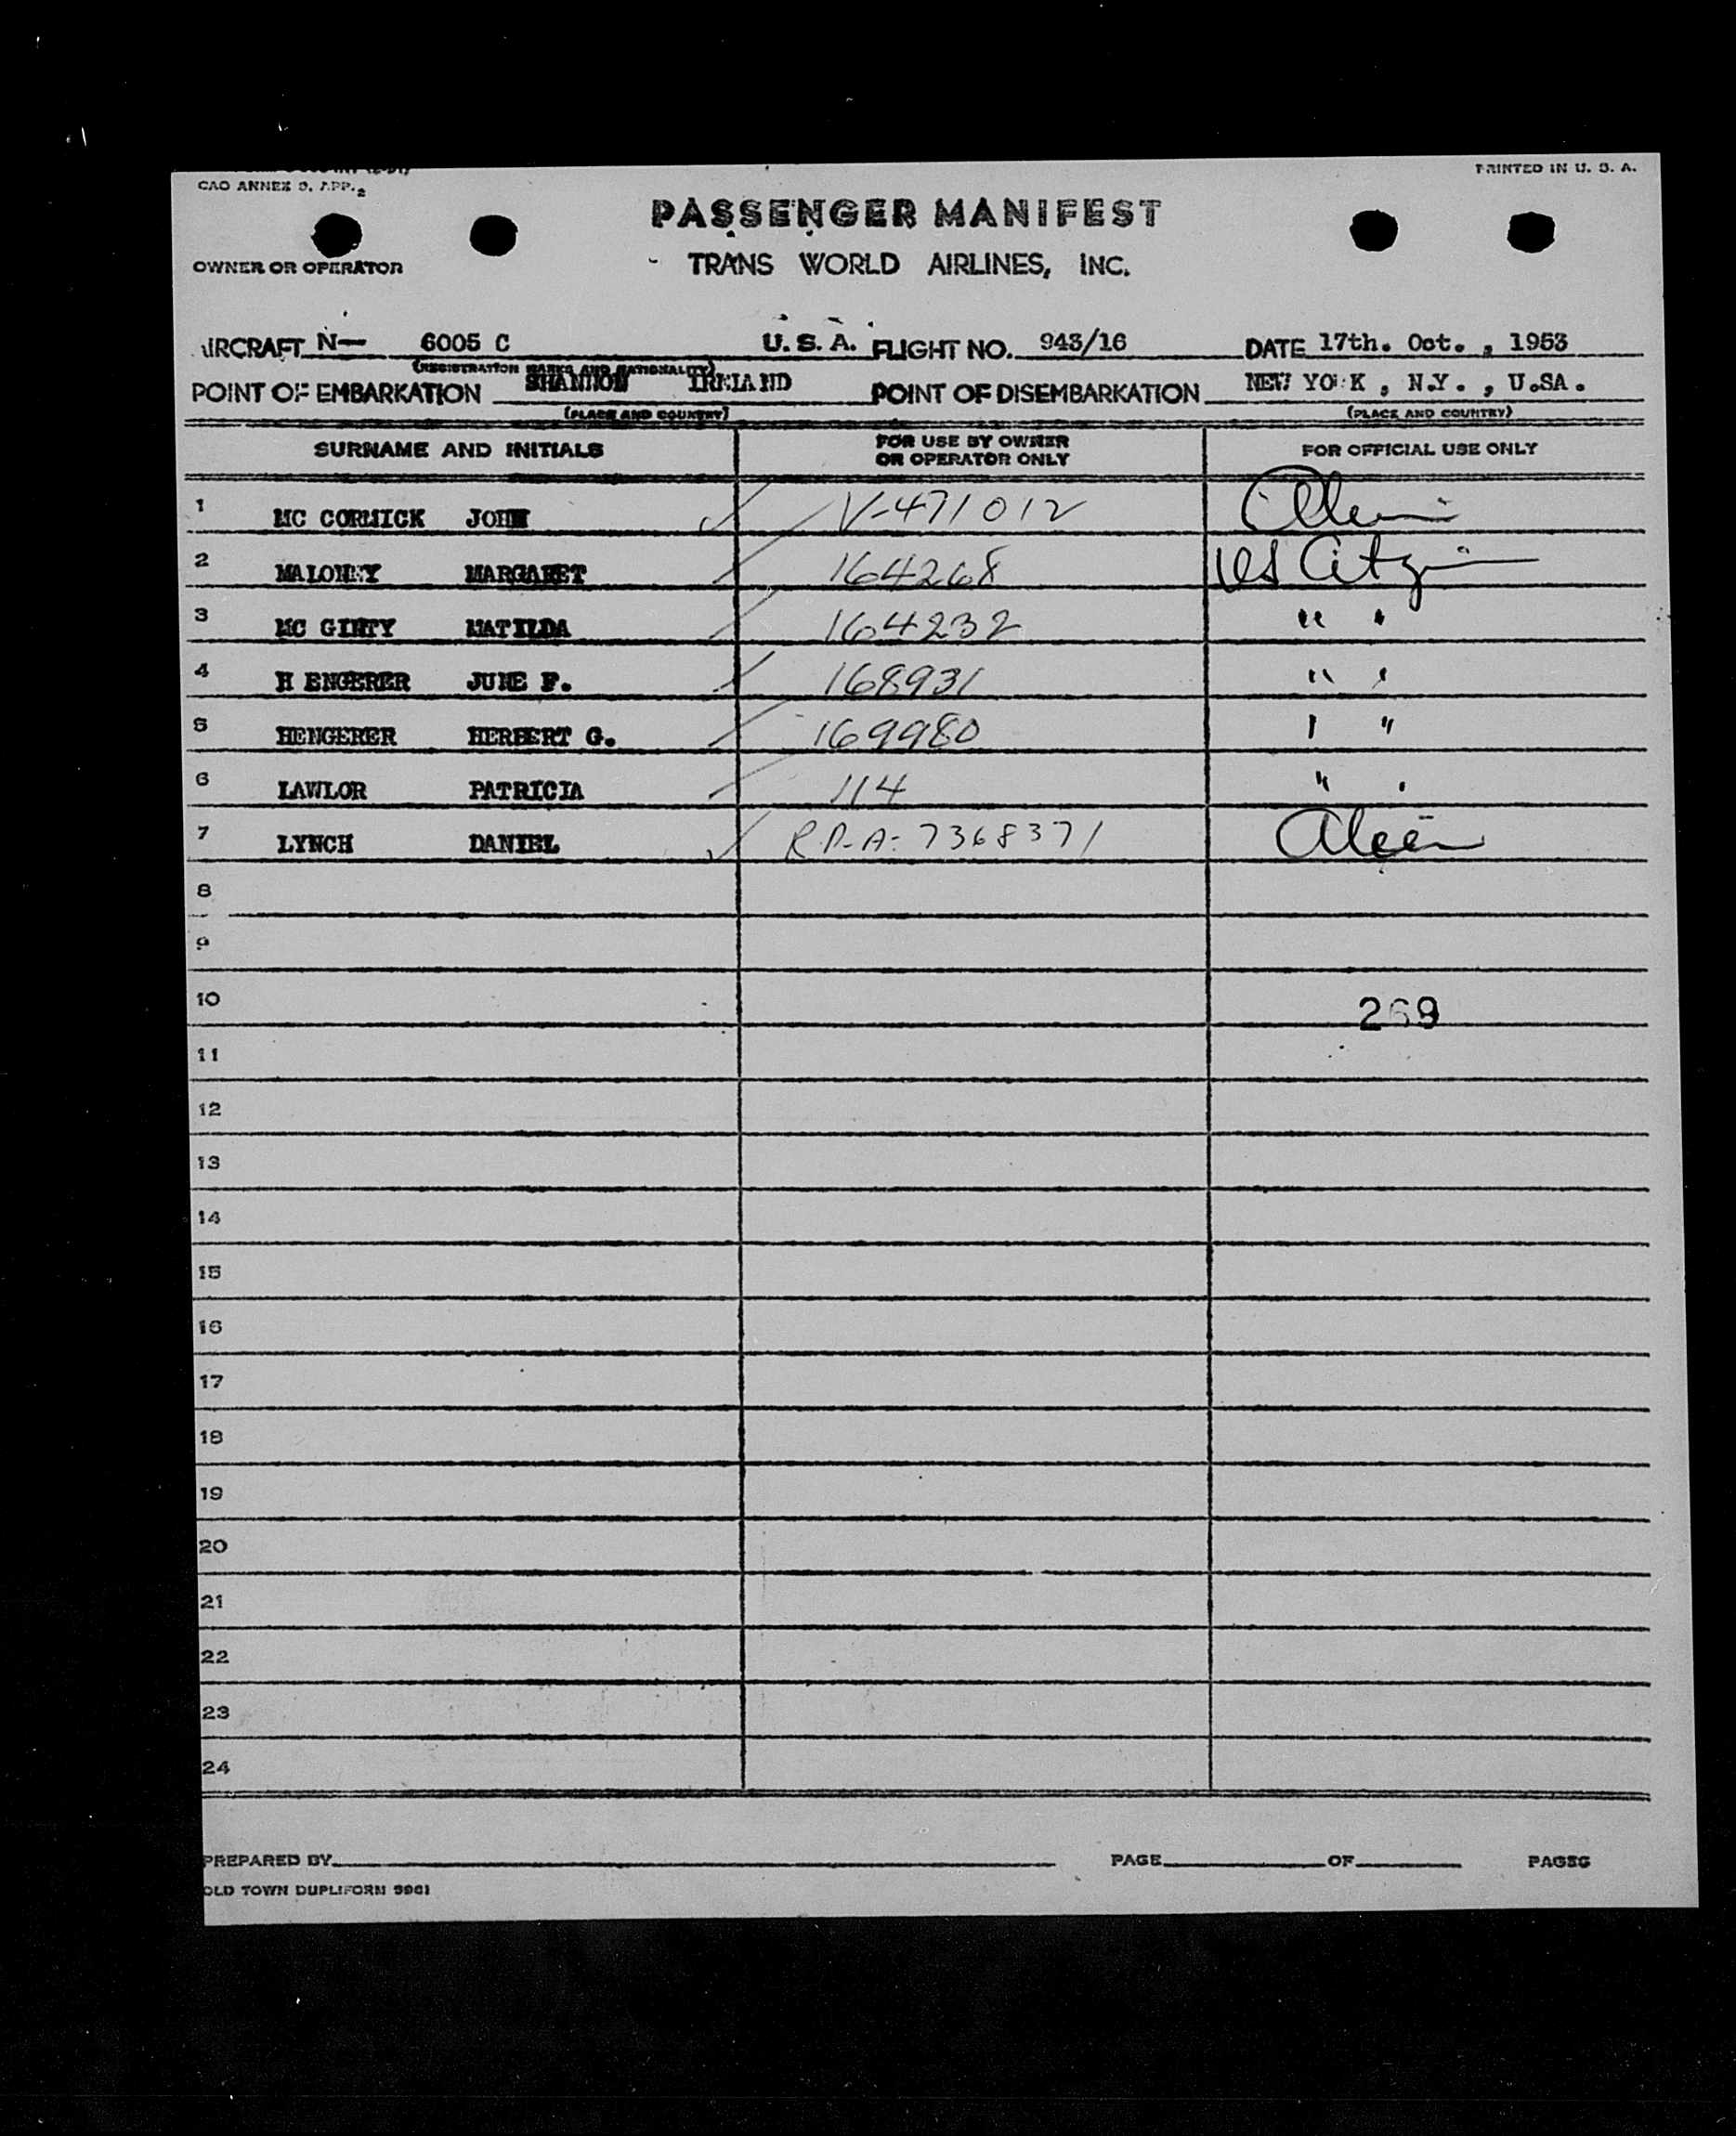 PRINTED IN U. S. A.
CAO ANNEX 9, APP. 2
PASSENGER MANIFEST
OWNER OR OPERATOR
TRANS WORLD AIRLINES, INC.
AIRCRAFT N— 6005 C U. S. A. FLIGHT NO. 943/16 DATE 17th. Oct. , 1953
(REGISTRATION MARKS AND NATIONALITY)
POINT OF EMBARKATION SHANNON IRELAND POINT OF DISEMBARKATION NEW YORK , N.Y. , U.SA.
(PLACE AND COUNTRY) (PLACE AND COUNTRY)
SURNAME AND INITIALS FOR USE BY OWNER OR OPERATOR ONLY FOR OFFICIAL USE ONLY
1 MC CORMICK JOHN V-471012 Alien
2 MALONEY MARGARET 164268 US Citizen
3 MC GINTY MATILDA 164232 " "
4 H ENGERER JUNE F. 168931 " "
5 HENGERER HERBERT G. 169980 " "
6 LAWLOR PATRICIA 114 " "
7 LYNCH DANIEL R.P-A: 7368371 Alien
8
9
10 269
11
12
13
14
15
16
17
18
19
20
21
22
23
24
PREPARED BY PAGE OF PAGES
OLD TOWN DUPLIFORM 9961